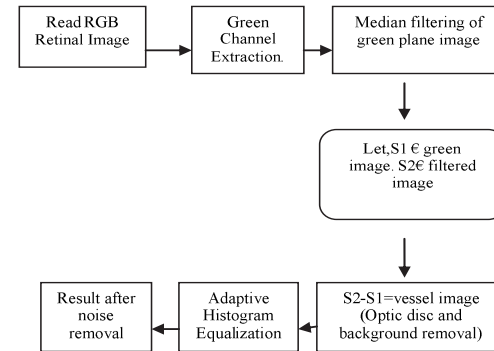 Read RGB
Retinal Image
Green
Channel
Extraction.
Median filtering of
green plane image
Let,S1 € green
image. S2€ filtered
image
S2-S1=vessel image
(Optic disc and
background removal)
Adaptive
Histogram
Equalization
Result after
noise
removal